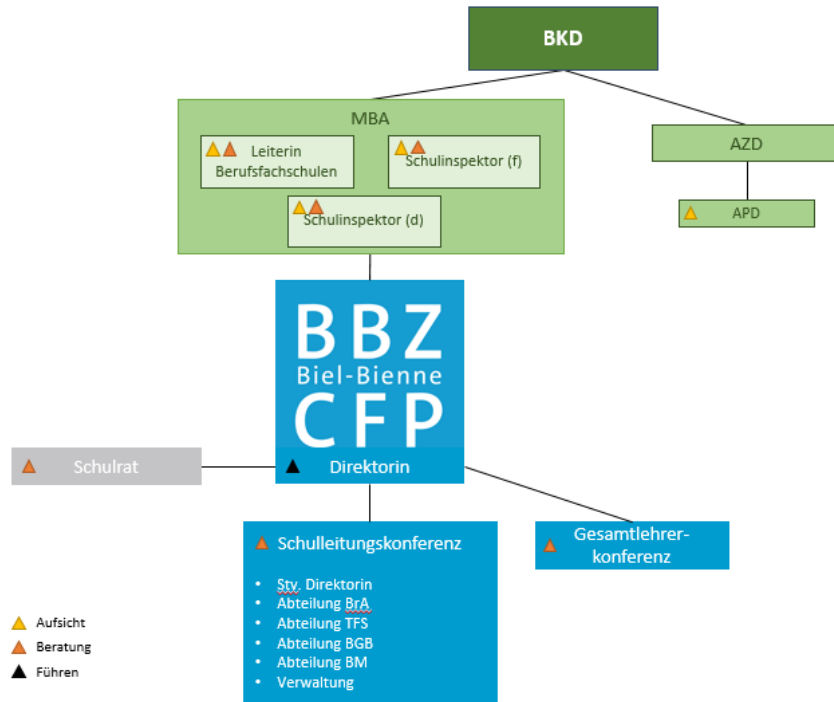 BKD
MBA
Leiterin
Berufsfachschulen
Schulinspektor (f)
Schulinspektor (d)
AZD
APD
BBZ
Biel-Bienne
CFP
Schulrat
Direktorin
Schulleitungskonferenz
• Stv. Direktorin
• Abteilung BrA
• Abteilung TFS
• Abteilung BGB
• Abteilung BM
• Verwaltung
Gesamtlehrer-
konferenz
Aufsicht
Beratung
Führen